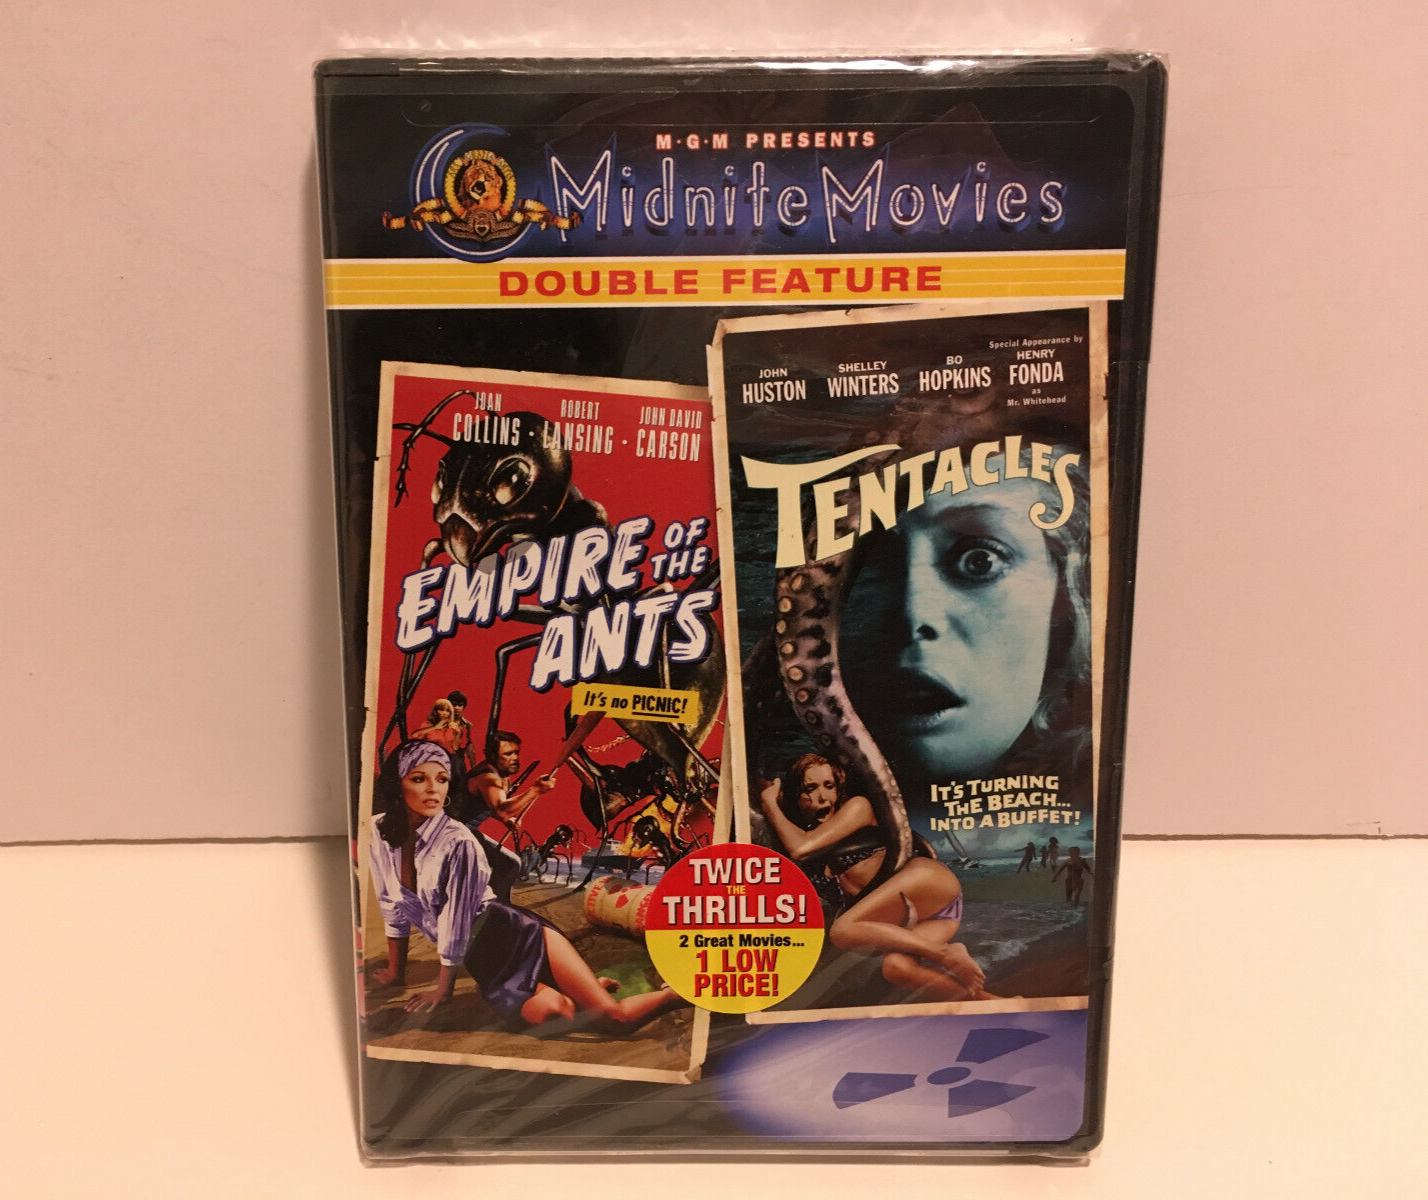 M·G·M PRESENTS
Midnite Movies
DOUBLE FEATURE
JOAN COLLINS · ROBERT LANSING · JOHN DAVID CARSON
EMPIRE OF THE
ANTS
It's no PICNIC!
JOHN HUSTON SHELLEY WINTERS BO HOPKINS
Special Appearance by
HENRY
FONDA
as
Mr. Whitehead
TENTACLES
IT'S TURNING
THE BEACH...
INTO A BUFFET!
TWICE
THE
THRILLS!
2 Great Movies...
1 LOW
PRICE!